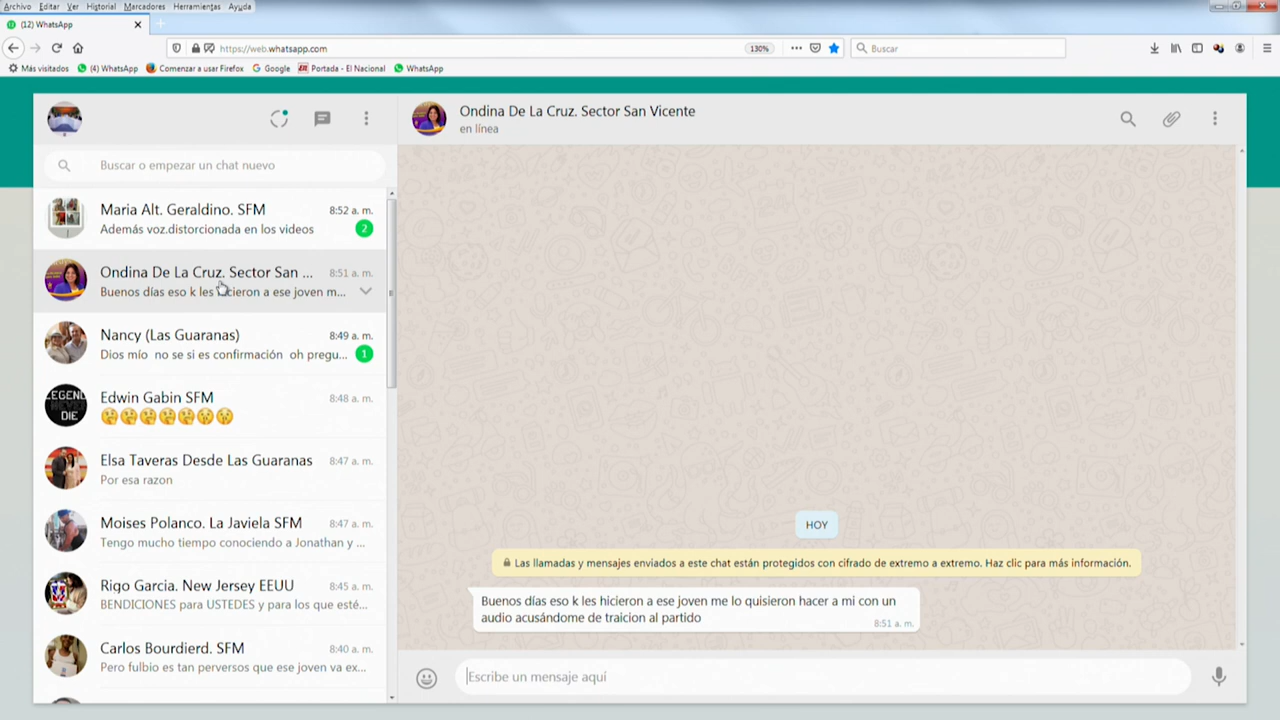 Archivo Editar Ver Historial Marcadores Herramientas Ayuda
(12) WhatsApp
https://web.whatsapp.com
130%
Buscar
Más visitados
(4) WhatsApp
Comenzar a usar Firefox
Google
Portada - El Nacional
WhatsApp
Buscar o empezar un chat nuevo
Maria Alt. Geraldino. SFM
8:52 a. m.
Además voz.distorcionada en los videos
2
Ondina De La Cruz. Sector San ...
8:51 a. m.
Buenos días eso k les hicieron a ese joven m...
Nancy (Las Guaranas)
8:49 a. m.
Dios mío no se si es confirmación oh pregu...
1
Edwin Gabin SFM
8:48 a. m.
LEGEND
NEVER
DIE
Elsa Taveras Desde Las Guaranas
8:47 a. m.
Por esa razon
Moises Polanco. La Javiela SFM
8:47 a. m.
Tengo mucho tiempo conociendo a Jonathan y ...
Rigo Garcia. New Jersey EEUU
8:45 a. m.
BENDICIONES para USTEDES y para los que esté...
Carlos Bourdierd. SFM
8:40 a. m.
Pero fulbio es tan perversos que ese joven va ex...
Ondina De La Cruz. Sector San Vicente
en línea
HOY
Las llamadas y mensajes enviados a este chat están protegidos con cifrado de extremo a extremo. Haz clic para más información.
Buenos días eso k les hicieron a ese joven me lo quisieron hacer a mi con un
audio acusándome de traicion al partido
8:51 a. m.
Escribe un mensaje aquí